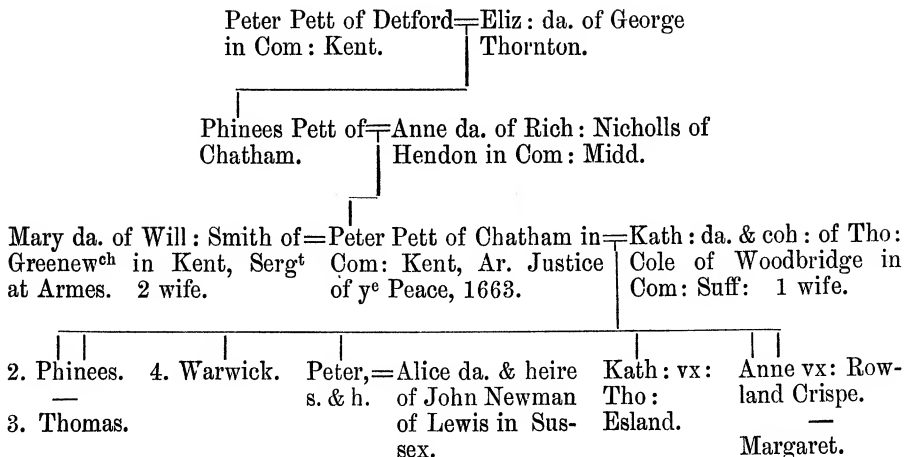 Peter Pett of Detford=Eliz: da. of George
in Com: Kent. Thornton.
Phinees Pett of=Anne da. of Rich: Nicholls of
Chatham. Hendon in Com: Midd.
Mary da. of Will: Smith of=Peter Pett of Chatham in=Kath: da. & coh: of Tho:
Greenewᶜʰ in Kent, Sergᵗ Com: Kent, Ar. Justice Cole of Woodbridge in
at Armes. 2 wife. of yᵉ Peace, 1663. Com: Suff: 1 wife.
2. Phinees. 4. Warwick. Peter,=Alice da. & heire Kath: vx: Anne vx: Row-
— s. & h. of John Newman Tho: land Crispe.
3. Thomas. of Lewis in Sus- Esland. —
sex. Margaret.